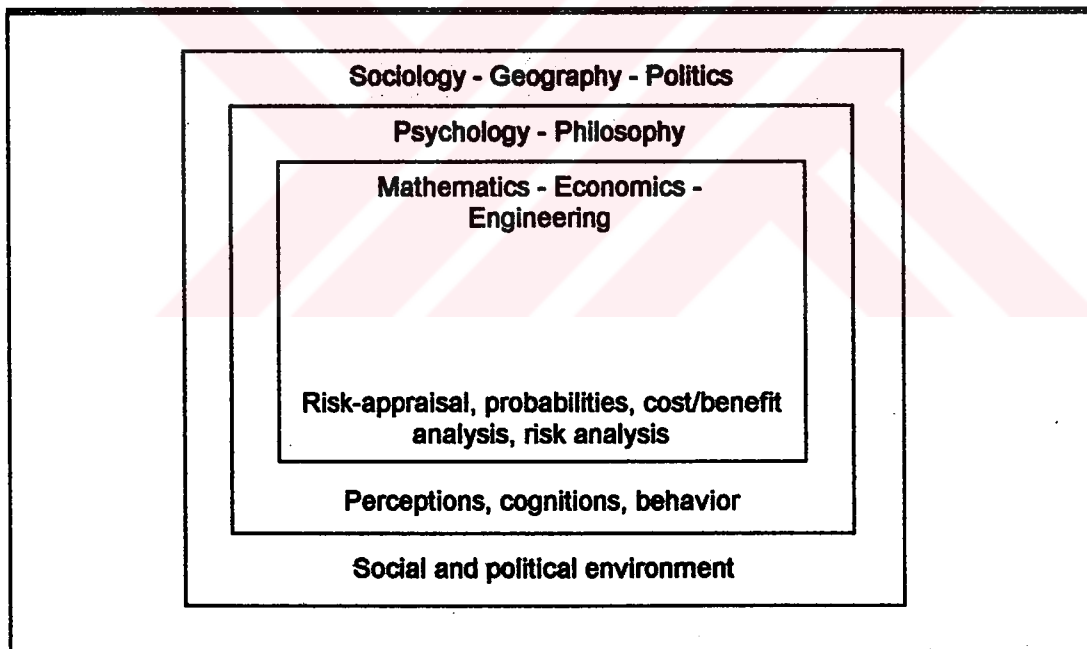 Sociology - Geography - Politics
Psychology - Philosophy
Mathematics - Economics -
Engineering
Risk-appraisal, probabilities, cost/benefit
analysis, risk analysis
Perceptions, cognitions, behavior
Social and political environment